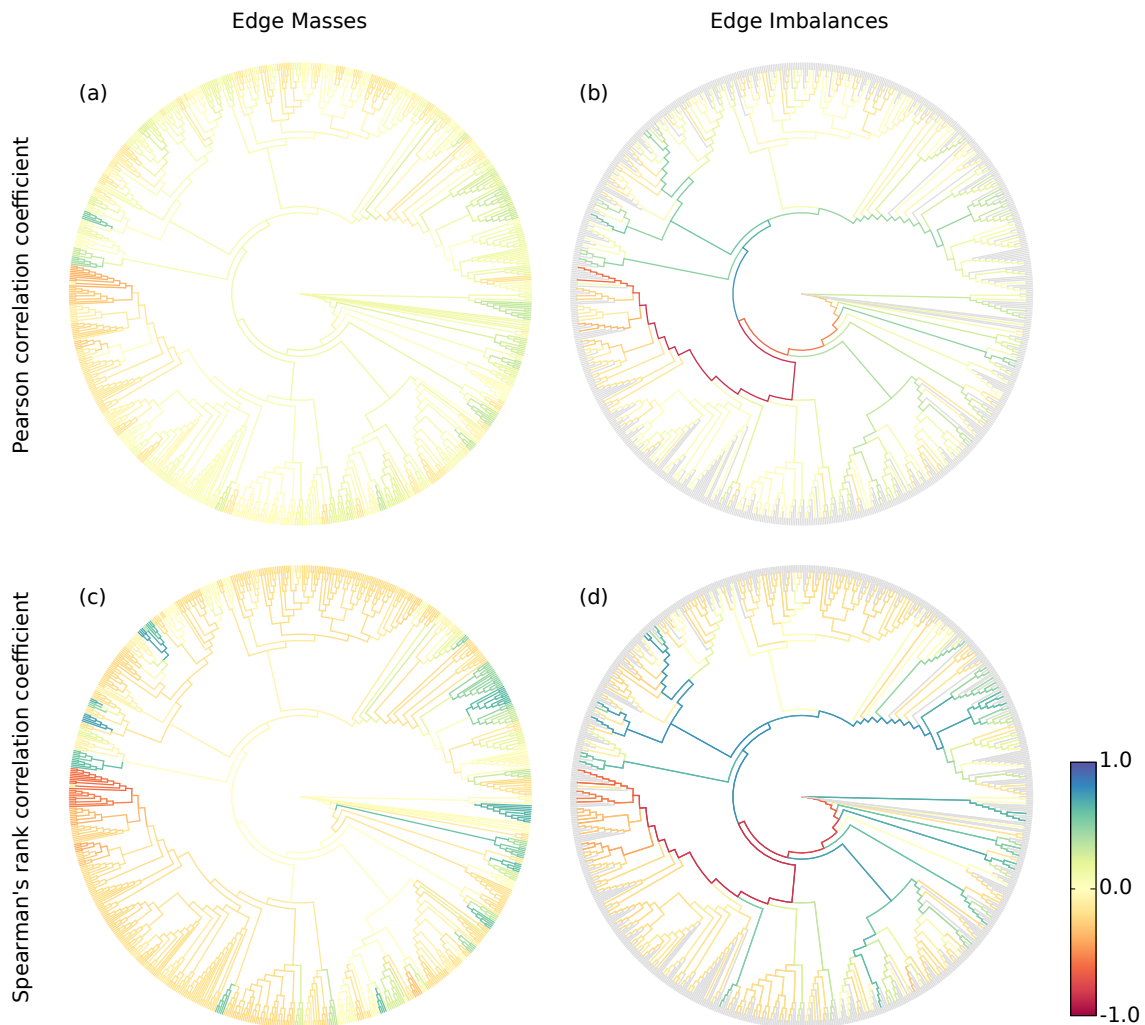 Edge Masses
Edge Imbalances
(a)
(b)
Pearson correlation coefficient
(c)
(d)
Spearman's rank correlation coefficient
1.0
0.0
-1.0